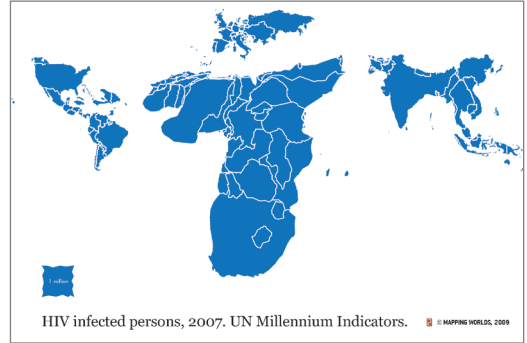 1 million
HIV infected persons, 2007. UN Millennium Indicators.
© MAPPING WORLDS, 2009